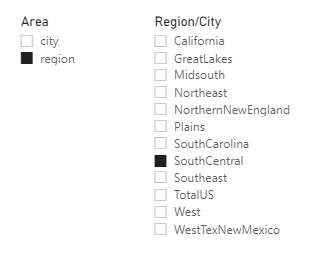 Area
city
region
Region/City
California
GreatLakes
Midsouth
Northeast
NorthernNewEngland
Plains
SouthCarolina
SouthCentral
Southeast
TotalUS
West
WestTexNewMexico